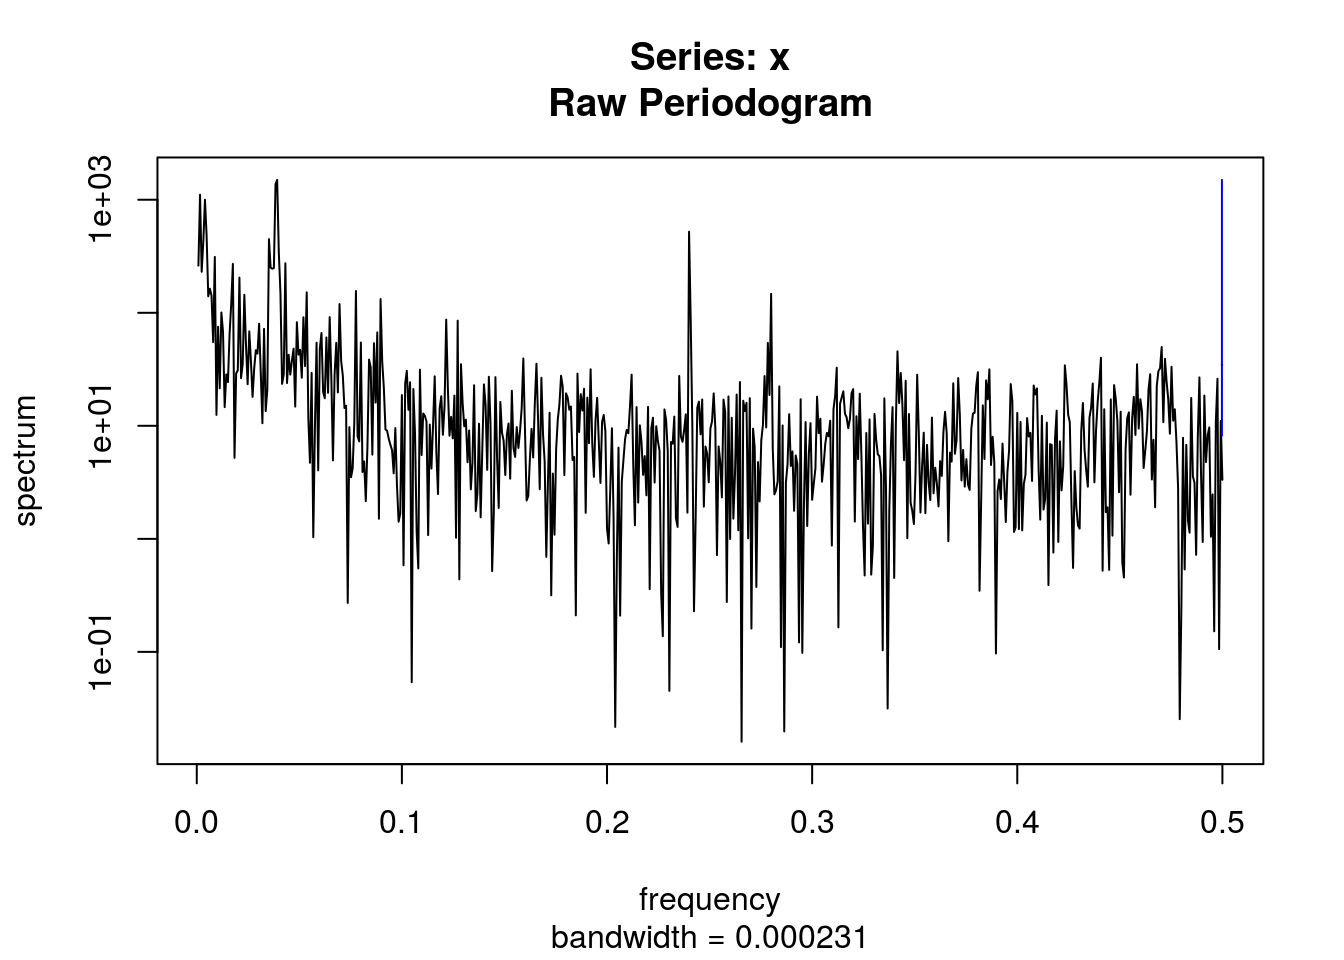 Series: x
Raw Periodogram
spectrum
1e+03
1e+01
1e-01
0.0 0.1 0.2 0.3 0.4 0.5
frequency
bandwidth = 0.000231